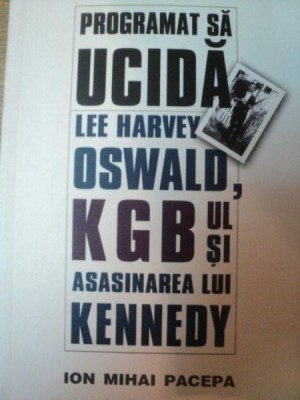 PROGRAMAT SĂ
UCIDĂ
LEE HARVEY
OSWALD,
KGB UL
ȘI
ASASINAREA LUI
KENNEDY
ION MIHAI PACEPA